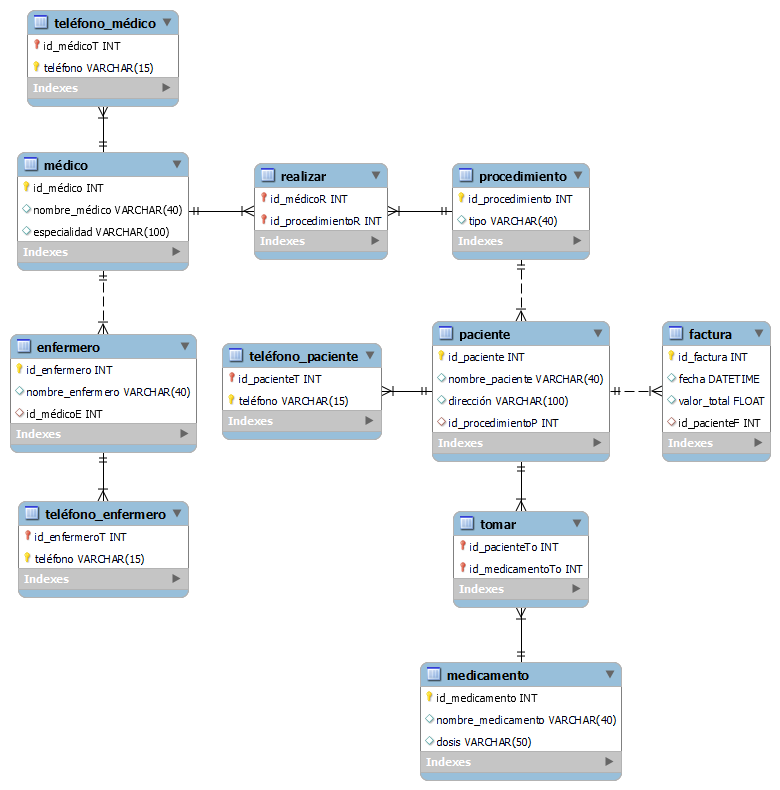 teléfono_médico
id_médicoT INT
teléfono VARCHAR(15)
Indexes
médico
id_médico INT
nombre_médico VARCHAR(40)
especialidad VARCHAR(100)
Indexes
realizar
id_médicoR INT
id_procedimientoR INT
Indexes
procedimiento
id_procedimiento INT
tipo VARCHAR(40)
Indexes
enfermero
id_enfermero INT
nombre_enfermero VARCHAR(40)
id_médicoE INT
Indexes
teléfono_paciente
id_pacienteT INT
teléfono VARCHAR(15)
Indexes
paciente
id_paciente INT
nombre_paciente VARCHAR(40)
dirección VARCHAR(100)
id_procedimientoP INT
Indexes
factura
id_factura INT
fecha DATETIME
valor_total FLOAT
id_pacienteF INT
Indexes
teléfono_enfermero
id_enfermeroT INT
teléfono VARCHAR(15)
Indexes
tomar
id_pacienteTo INT
id_medicamentoTo INT
Indexes
medicamento
id_medicamento INT
nombre_medicamento VARCHAR(40)
dosis VARCHAR(50)
Indexes